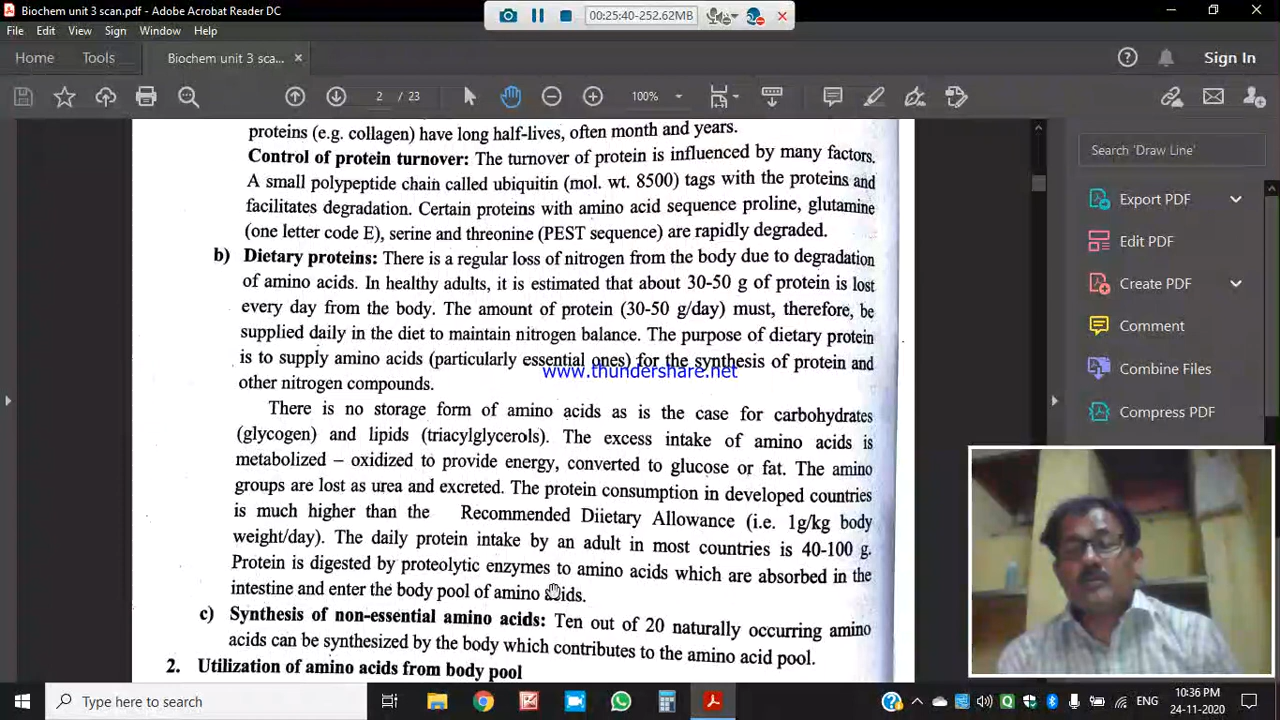 Biochem unit 3 scan.pdf - Adobe Acrobat Reader DC
00:25:40-252.62MB
File Edit View Sign Window Help
Home Tools Biochem unit 3 sca... × Sign In
2 / 23 100%
proteins (e.g. collagen) have long half-lives, often month and years.
Control of protein turnover: The turnover of protein is influenced by many factors.
A small polypeptide chain called ubiquitin (mol. wt. 8500) tags with the proteins and
facilitates degradation. Certain proteins with amino acid sequence proline, glutamine
(one letter code E), serine and threonine (PEST sequence) are rapidly degraded.
b) Dietary proteins: There is a regular loss of nitrogen from the body due to degradation
of amino acids. In healthy adults, it is estimated that about 30-50 g of protein is lost
every day from the body. The amount of protein (30-50 g/day) must, therefore, be
supplied daily in the diet to maintain nitrogen balance. The purpose of dietary protein
is to supply amino acids (particularly essential ones) for the synthesis of protein and
www.thundershare.net
other nitrogen compounds.
There is no storage form of amino acids as is the case for carbohydrates
(glycogen) and lipids (triacylglycerols). The excess intake of amino acids is
metabolized – oxidized to provide energy, converted to glucose or fat. The amino
groups are lost as urea and excreted. The protein consumption in developed countries
is much higher than the Recommended Diietary Allowance (i.e. 1g/kg body
weight/day). The daily protein intake by an adult in most countries is 40-100 g.
Protein is digested by proteolytic enzymes to amino acids which are absorbed in the
intestine and enter the body pool of amino acids.
c) Synthesis of non-essential amino acids: Ten out of 20 naturally occurring amino
acids can be synthesized by the body which contributes to the amino acid pool.
2. Utilization of amino acids from body pool
Search 'Draw Line'
Export PDF
Edit PDF
Create PDF
Comment
Combine Files
Compress PDF
Type here to search
ENG
10:36 PM
24-11-2020